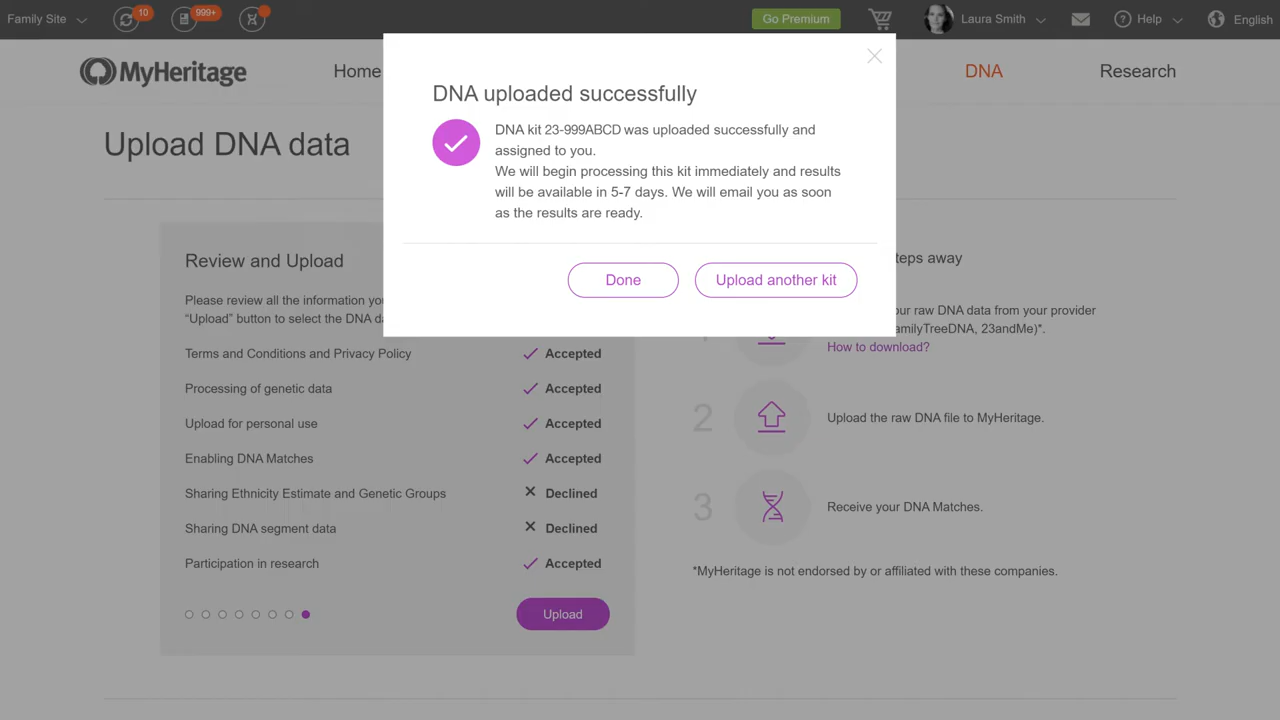 Family Site
10
999+
Go Premium
Laura Smith
Help
English
MyHeritage
Home
DNA
Research
Upload DNA data
DNA uploaded successfully
DNA kit 23-999ABCD was uploaded successfully and
assigned to you.
We will begin processing this kit immediately and results
will be available in 5-7 days. We will email you as soon
as the results are ready.
Done
Upload another kit
Review and Upload
Please review all the information
“Upload” button to select the DNA
Terms and Conditions and Privacy Policy
Accepted
Processing of genetic data
Accepted
Upload for personal use
Accepted
Enabling DNA Matches
Accepted
Sharing Ethnicity Estimate and Genetic Groups
Declined
Sharing DNA segment data
Declined
Participation in research
Accepted
Upload
away
raw DNA data from your provider
23andMe)*.
How to download?
2
Upload the raw DNA file to MyHeritage.
3
Receive your DNA Matches.
*MyHeritage is not endorsed by or affiliated with these companies.